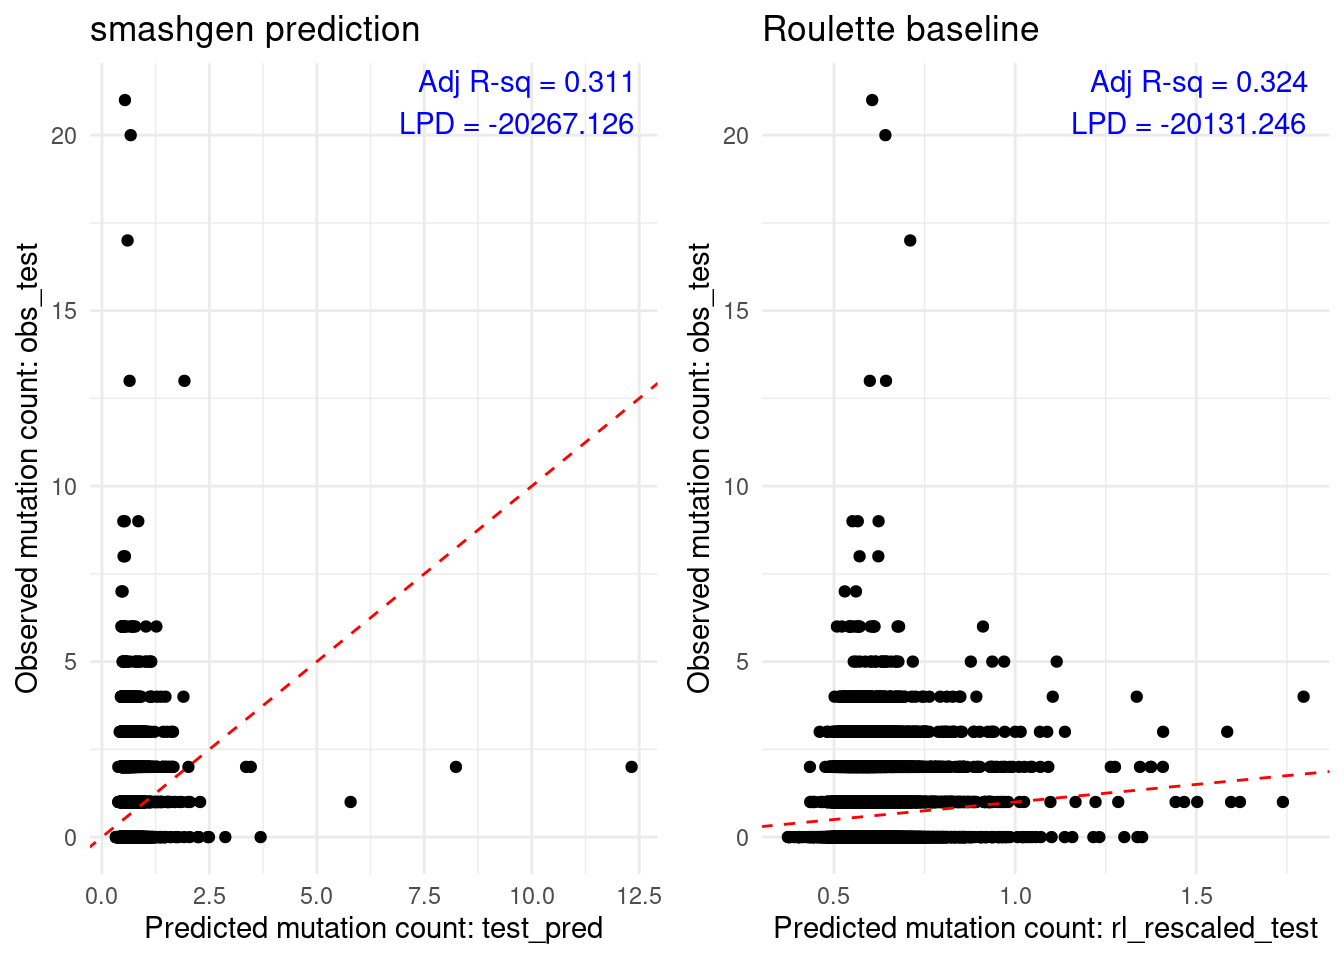 smashgen prediction
Adj R-sq = 0.311
LPD = -20267.126
Observed mutation count: obs_test
20
15
10
5
0
0.0 2.5 5.0 7.5 10.0 12.5
Predicted mutation count: test_pred
Roulette baseline
Adj R-sq = 0.324
LPD = -20131.246
Observed mutation count: obs_test
20
15
10
5
0
0.5 1.0 1.5
Predicted mutation count: rl_rescaled_test